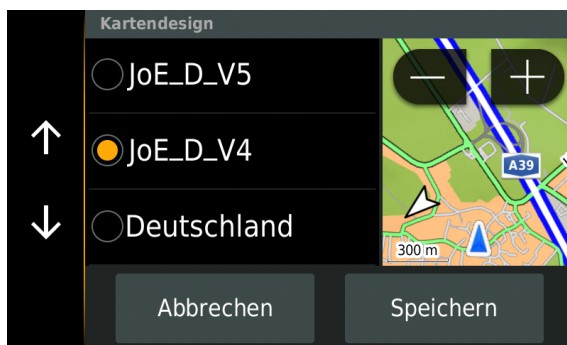 Kartendesign
JoE_D_V5
JoE_D_V4
Deutschland
A39
300 m
Abbrechen
Speichern